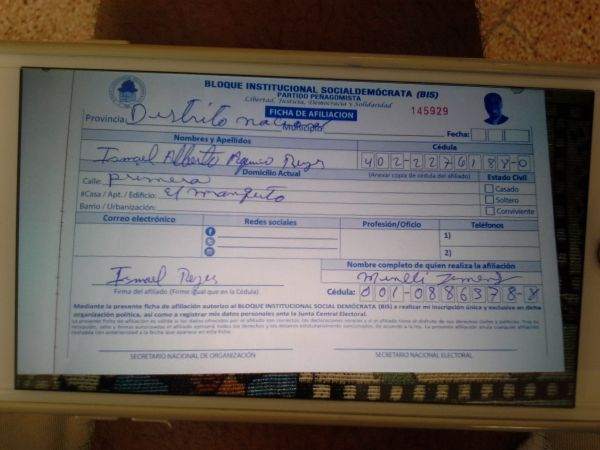 BLOQUE INSTITUCIONAL SOCIALDEMÓCRATA (BIS)
PARTIDO PEÑAGOMISTA
Libertad, Justicia, Democracia y Solidaridad
FICHA DE AFILIACION
145929
Provincia Distrito nacional Municipio Fecha:
Nombres y Apellidos Cédula
Ismael Alberto Reyes 402-2276188-0
Domicilio Actual (Anexar copia de cédula del afiliado) Estado Civil
Calle: primera Casado
#Casa / Apt. / Edificio: El manguito Soltero
Barrio / Urbanización: Conviviente
Correo electrónico Redes sociales Profesión/Oficio Teléfonos
1)
2)
Nombre completo de quien realiza la afiliación
Ismael Reyes
Firma del afiliado (Firme igual que en la Cédula) Cédula: 001-0886378-8
Mediante la presente ficha de afiliación autorizo al BLOQUE INSTITUCIONAL SOCIAL DEMÓCRATA (BIS) a realizar mi inscripción única y exclusiva en dicha
organización política, así como a registrar mis datos personales ante la Junta Central Electoral.
SECRETARIO NACIONAL DE ORGANIZACIÓN SECRETARIO NACIONAL ELECTORAL